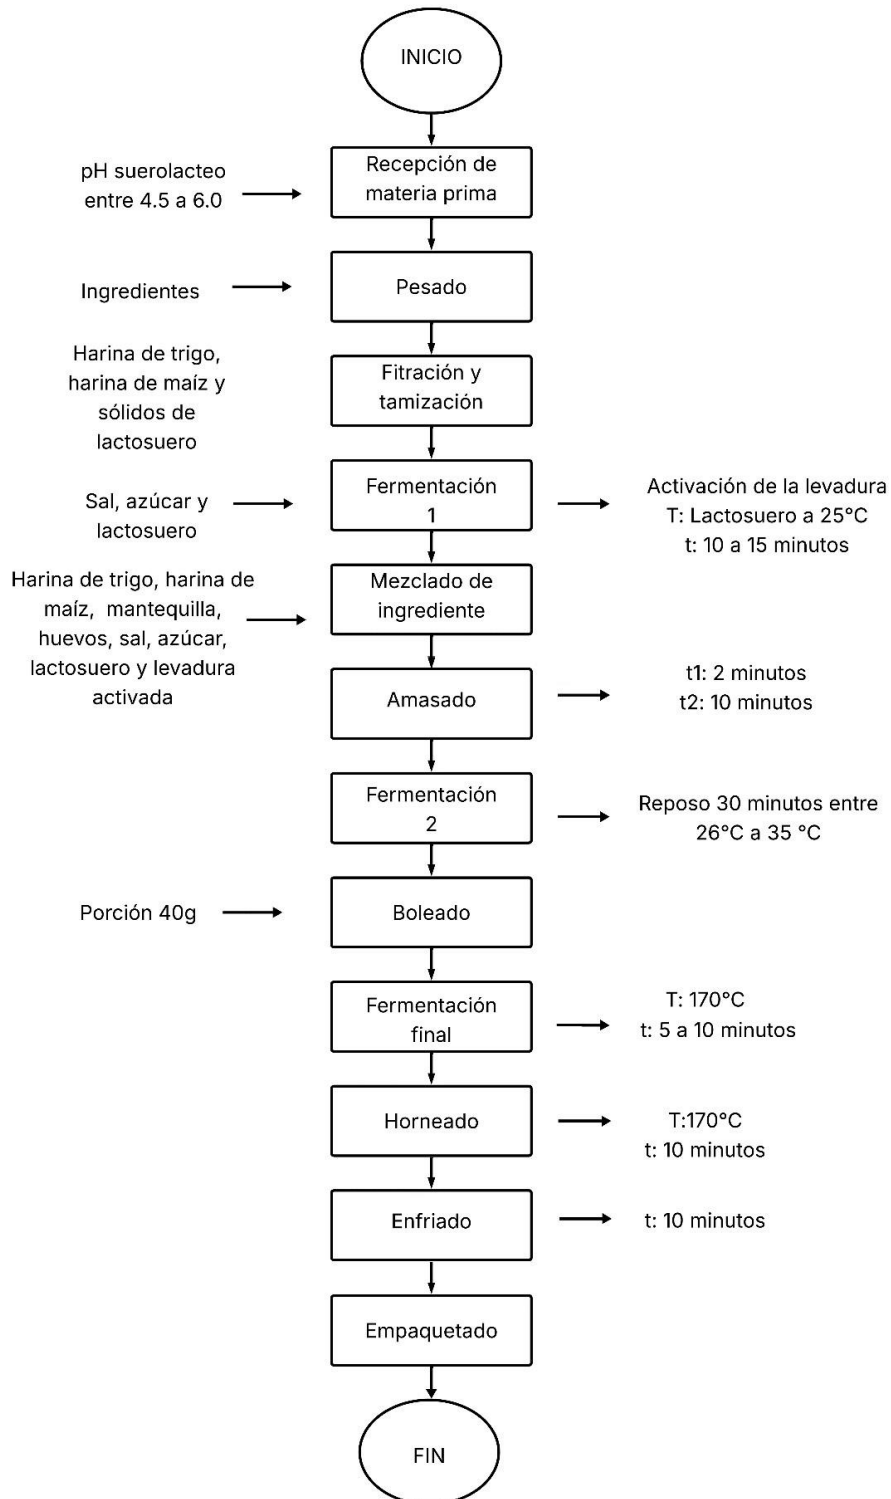 INICIO
pH suerolacteo
entre 4.5 a 6.0
Recepción de
materia prima
Ingredientes
Pesado
Harina de trigo,
harina de maíz y
sólidos de
lactosuero
Fitración y
tamización
Sal, azúcar y
lactosuero
Fermentación
1
Activación de la levadura
T: Lactosuero a 25°C
t: 10 a 15 minutos
Harina de trigo, harina de
maíz, mantequilla,
huevos, sal, azúcar,
lactosuero y levadura
activada
Mezclado de
ingrediente
Amasado
t1: 2 minutos
t2: 10 minutos
Fermentación
2
Reposo 30 minutos entre
26°C a 35 °C
Porción 40g
Boleado
Fermentación
final
T: 170°C
t: 5 a 10 minutos
Horneado
T:170°C
t: 10 minutos
Enfriado
t: 10 minutos
Empaquetado
FIN